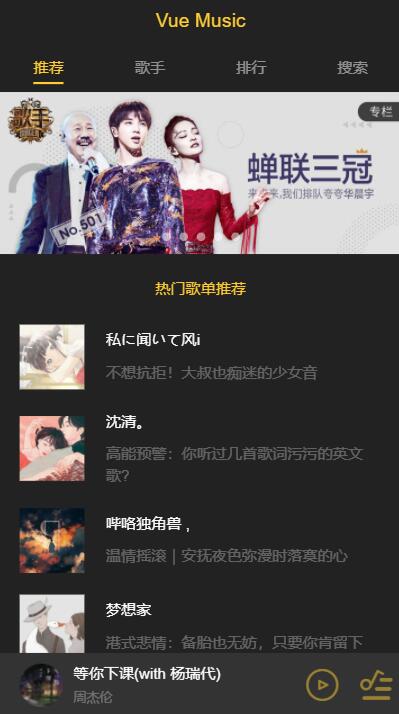 Vue Music
推荐
歌手
排行
搜索
歌手
专栏
No.501
蝉联三冠
来来来,我们排队夸夸华晨宇
热门歌单推荐
私に闻いて风i
不想抗拒！大叔也痴迷的少女音
沈清。
高能预警：你听过几首歌词污污的英文
歌?
哔咯独角兽 ,
温情摇滚｜安抚夜色弥漫时落寞的心
梦想家
港式悲情：备胎也无妨，只要你肯留下
等你下课(with 杨瑞代)
周杰伦